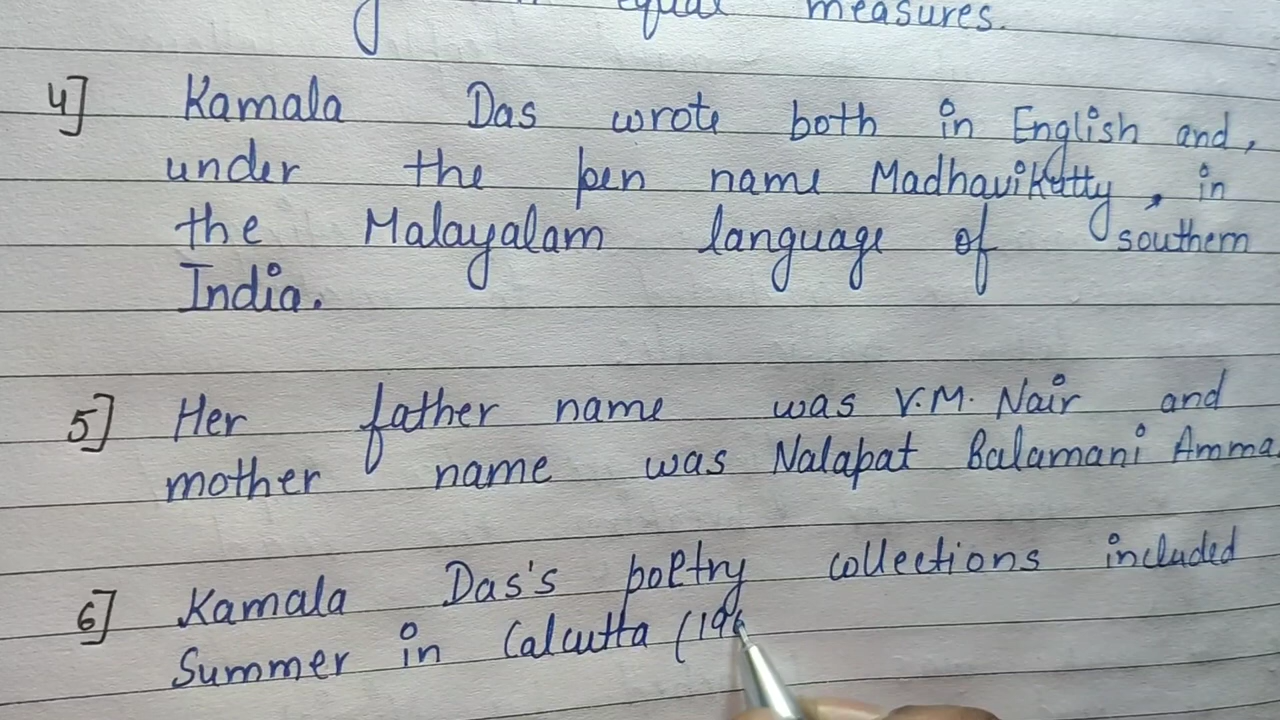 equal measures.
4] Kamala Das wrote both in English and,
under the pen name Madhavikutty, in
the Malayalam language of southern
India.
5] Her father name was V.M. Nair and
mother name was Nalapat Balamani Amma.
6] Kamala Das's poetry collections included
Summer in Calcutta (196